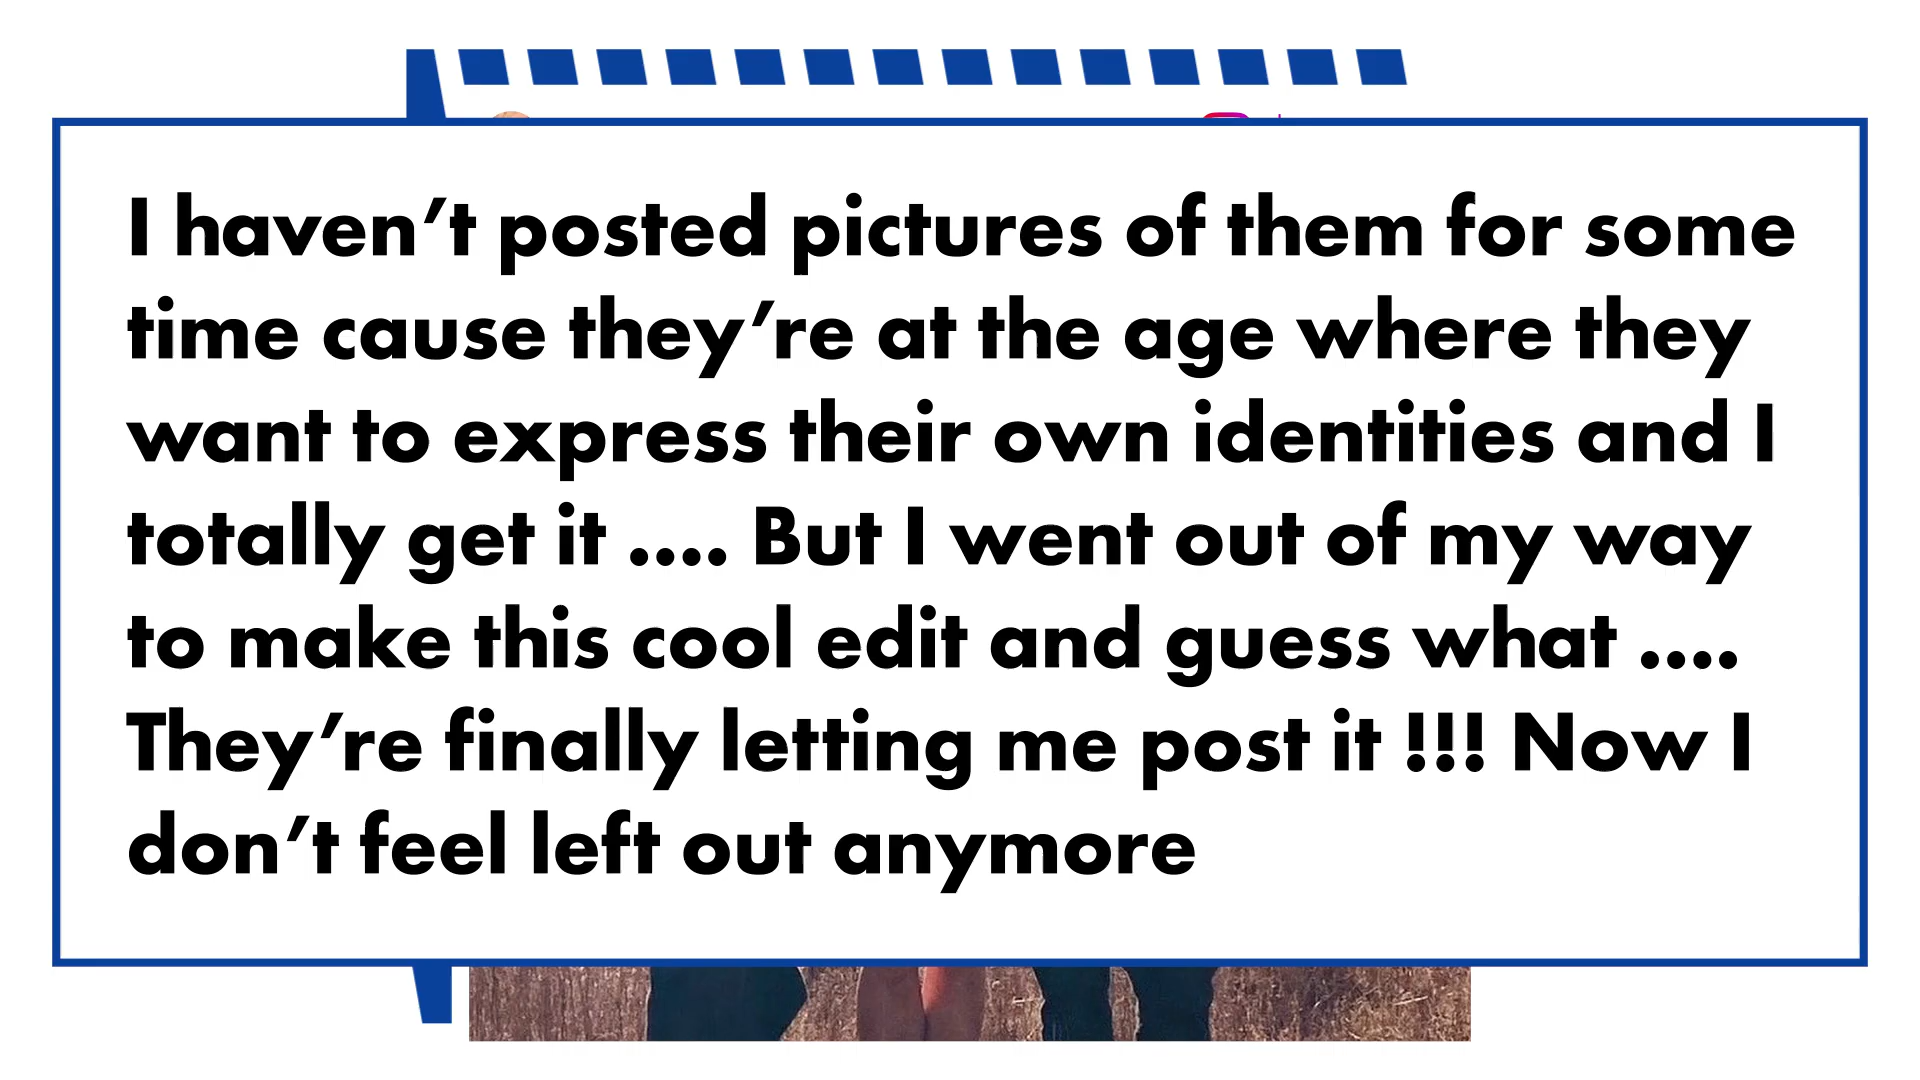 I haven’t posted pictures of them for some
time cause they’re at the age where they
want to express their own identities and I
totally get it .... But I went out of my way
to make this cool edit and guess what ....
They’re finally letting me post it !!! Now I
don’t feel left out anymore